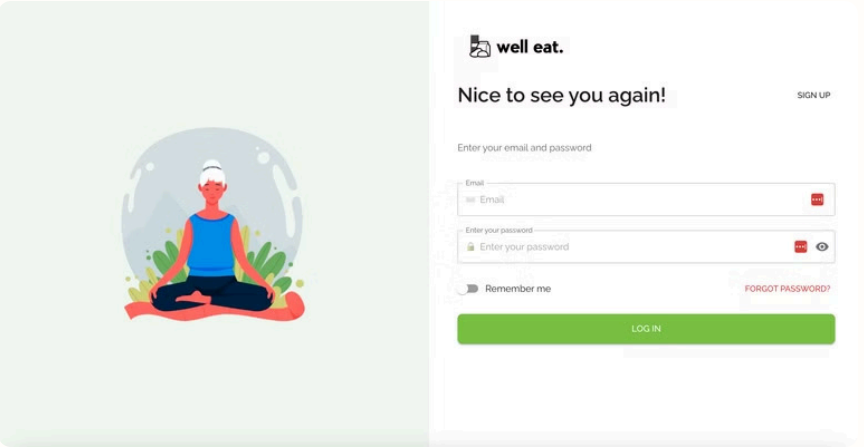 well eat.
Nice to see you again!
SIGN UP
Enter your email and password
Email
Email
Enter your password
Enter your password
Remember me
FORGOT PASSWORD?
LOG IN